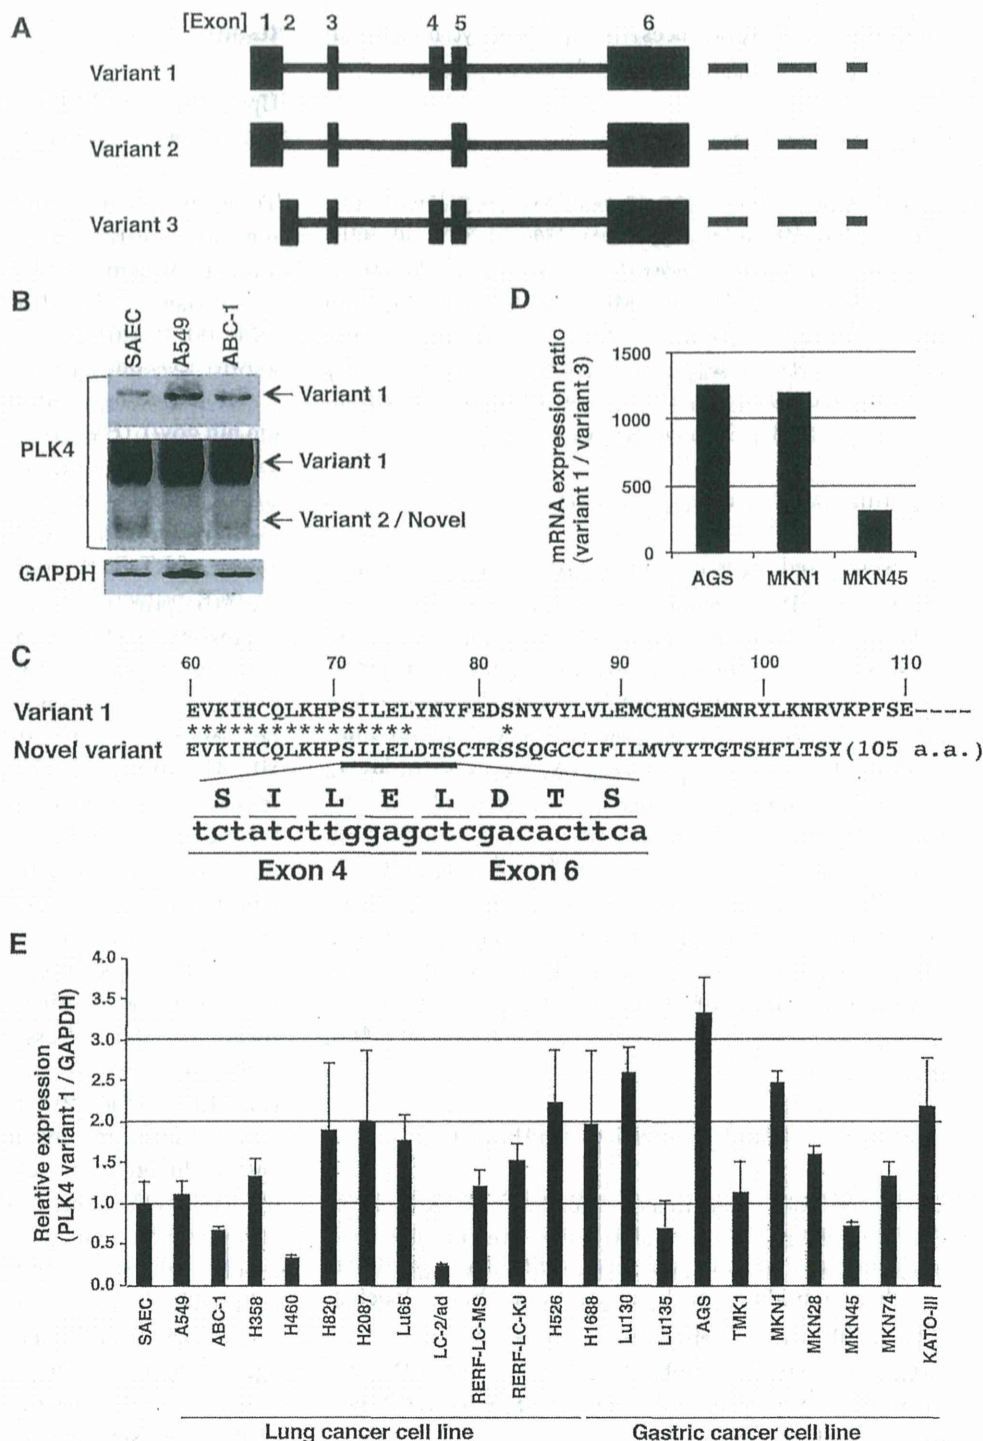 A
[Exon] 1 2 3 4 5 6
Variant 1
Variant 2
Variant 3
B
SAEC
A549
ABC-1
PLK4
Variant 1
Variant 1
Variant 2 / Novel
GAPDH
D
mRNA expression ratio
(variant 1 / variant 3)
1500
1000
500
0
AGS MKN1 MKN45
C
60 70 80 90 100 110
Variant 1 EVKIHCQLKHPSILELYNYFEDSNYVYLVLEMCHNGEMNRYLKNRVKPFSE----
**************** *
Novel variant EVKIHCQLKHPSILELDTSCTRSSQGCCIFILMVYYTGTSHFLTSY(105 a.a.)
S I L E L D T S
tctatcttggagctcgacacttca
Exon 4 Exon 6
E
Relative expression
(PLK4 variant 1 / GAPDH)
4.0
3.5
3.0
2.5
2.0
1.5
1.0
0.5
0.0
SAEC
A549
ABC-1
H358
H460
H820
H2087
Lu65
LC-2/ad
RERF-LC-MS
RERF-LC-KJ
H526
H1688
Lu130
Lu135
AGS
TMK1
MKN1
MKN28
MKN45
MKN74
KATO-III
Lung cancer cell line Gastric cancer cell line